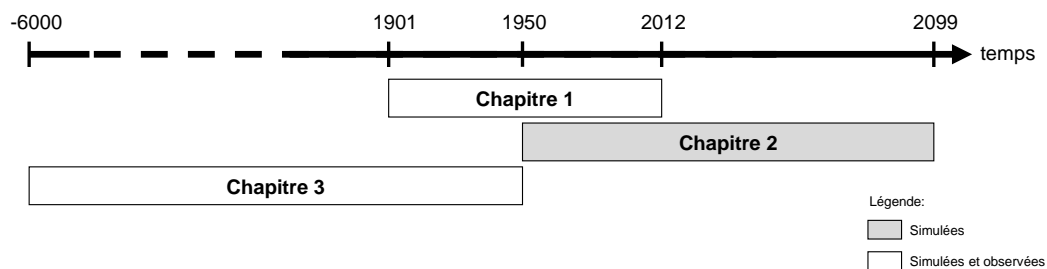 -6000 1901 1950 2012 2099
temps
Chapitre 1
Chapitre 2
Chapitre 3
Légende:
Simulées
Simulées et observées